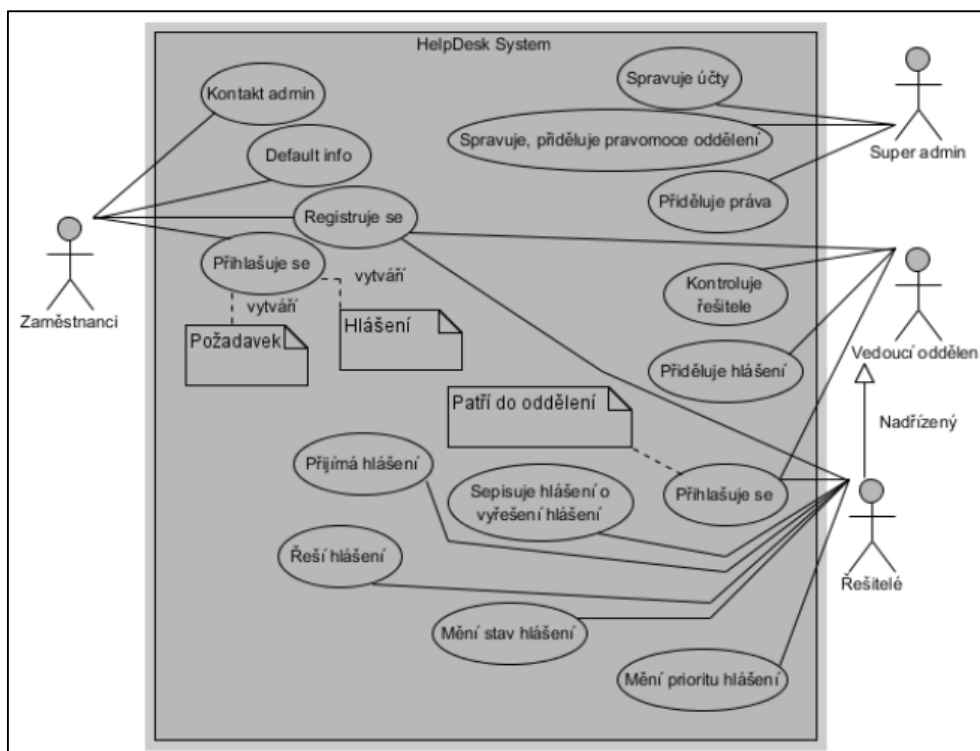 HelpDesk System
Kontakt admin
Spravuje účty
Spravuje, přiděluje pravomoce oddělení
Super admin
Default info
Přiděluje práva
Registruje se
Přihlašuje se
vytváří
vytváří
Zaměstnanci
Požadavek
Hlášení
Kontroluje
řešitele
Vedoucí oddělen
Přiděluje hlášení
Patří do oddělení
Nadřízený
Přijímá hlášení
Sepisuje hlášení o
vyřešení hlášení
Přihlašuje se
Řeší hlášení
Řešitelé
Mění stav hlášení
Mění prioritu hlášení